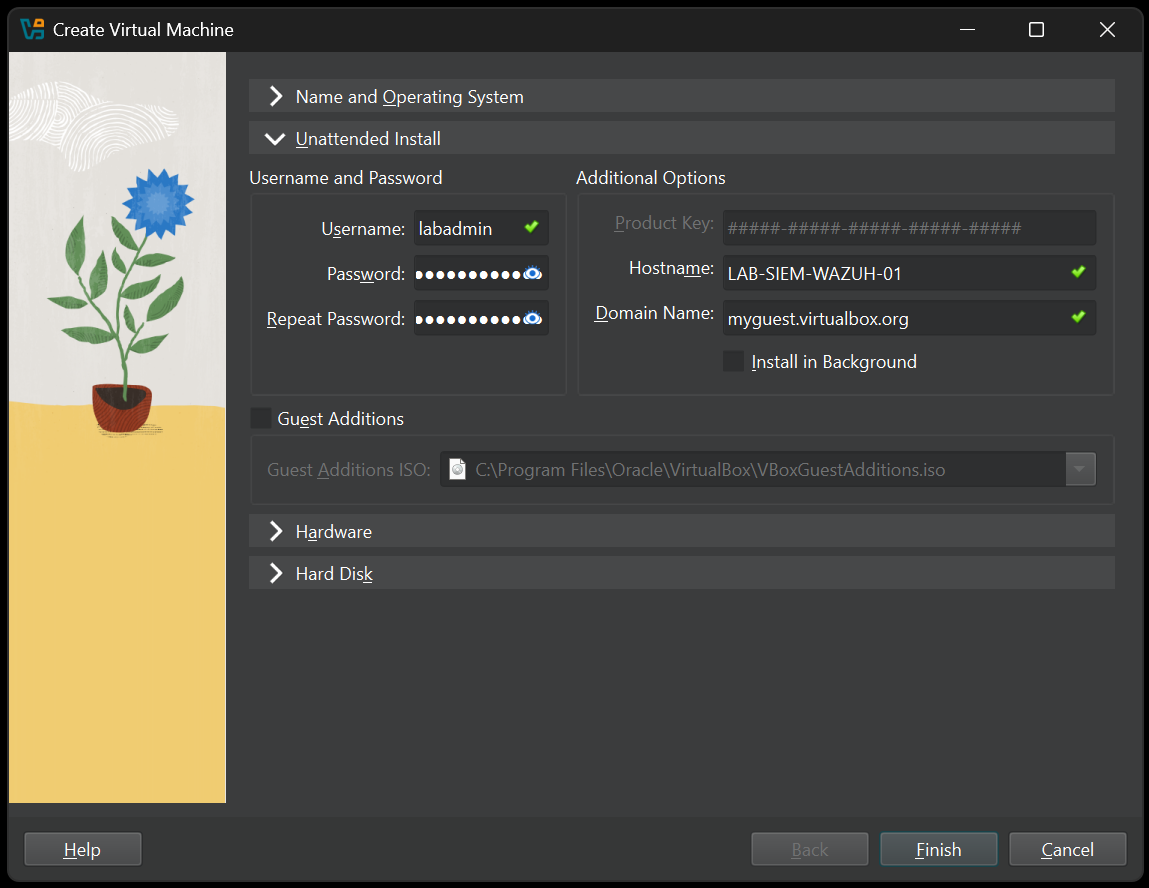 Create Virtual Machine
Name and Operating System
Unattended Install
Username and Password
Additional Options
Username: labadmin
Product Key: #####-#####-#####-#####-#####
Password: ●●●●●●●●●●
Hostname: LAB-SIEM-WAZUH-01
Repeat Password: ●●●●●●●●●●
Domain Name: myguest.virtualbox.org
Install in Background
Guest Additions
Guest Additions ISO: C:\Program Files\Oracle\VirtualBox\VBoxGuestAdditions.iso
Hardware
Hard Disk
Help
Back
Finish
Cancel